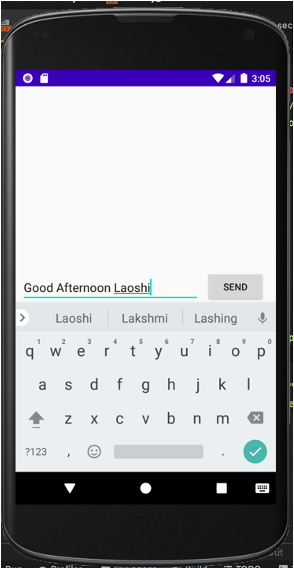 3:05
Good Afternoon Laoshi
SEND
Laoshi Lakshmi Lashing
1 2 3 4 5 6 7 8 9 0
q w e r t y u i o p
a s d f g h j k l
z x c v b n m
?123 , .
TODO